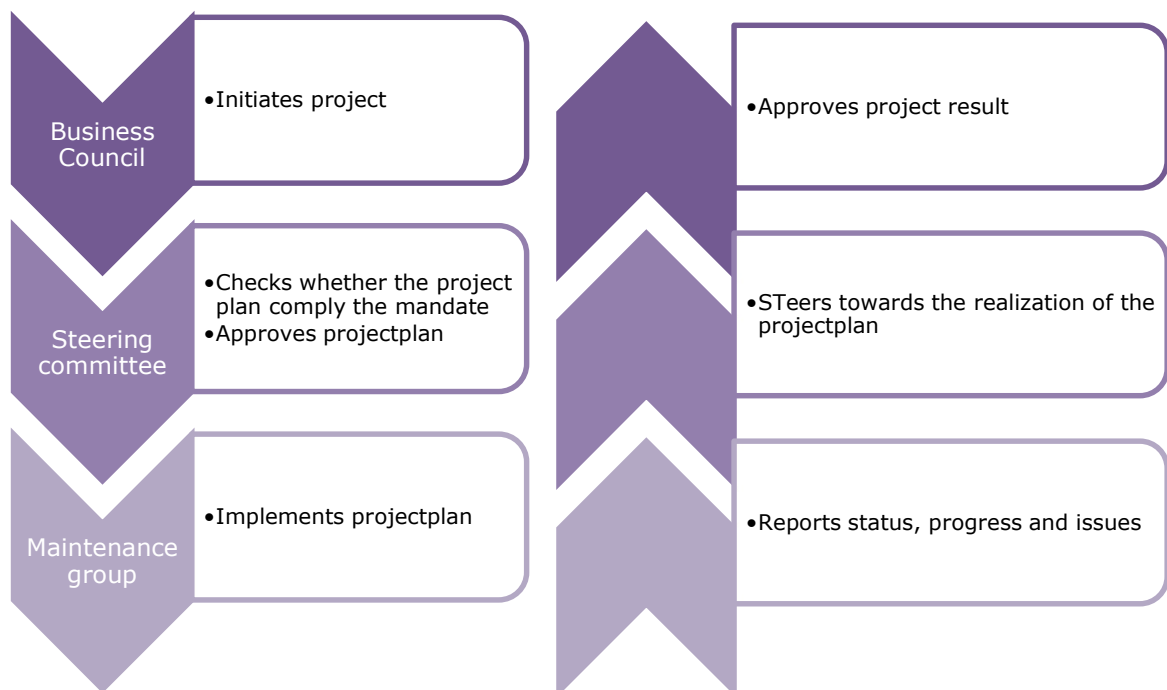 Business
Council
•Initiates project
Steering
committee
•Checks whether the project
plan comply the mandate
•Approves projectplan
Maintenance
group
•Implements projectplan
•Approves project result
•STeers towards the realization of the
projectplan
•Reports status, progress and issues